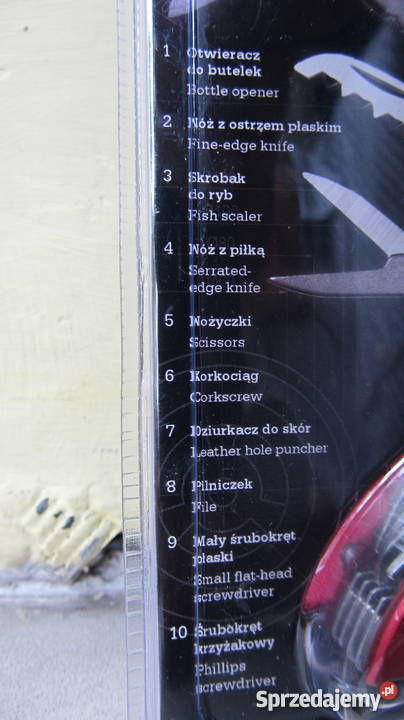 1 Otwieracz
do butelek
Bottle opener
2 Nóż z ostrzem płaskim
Fine-edge knife
3 Skrobak
do ryb
Fish scaler
4 Nóż z piłką
Serrated-
edge knife
5 Nożyczki
Scissors
6 Korkociąg
Corkscrew
7 Dziurkacz do skór
Leather hole puncher
8 Pilniczek
File
9 Mały śrubokręt
płaski
Small flat-head
screwdriver
10 Śrubokręt
krzyżakowy
Phillips
screwdriver
Sprzedajemy.pl